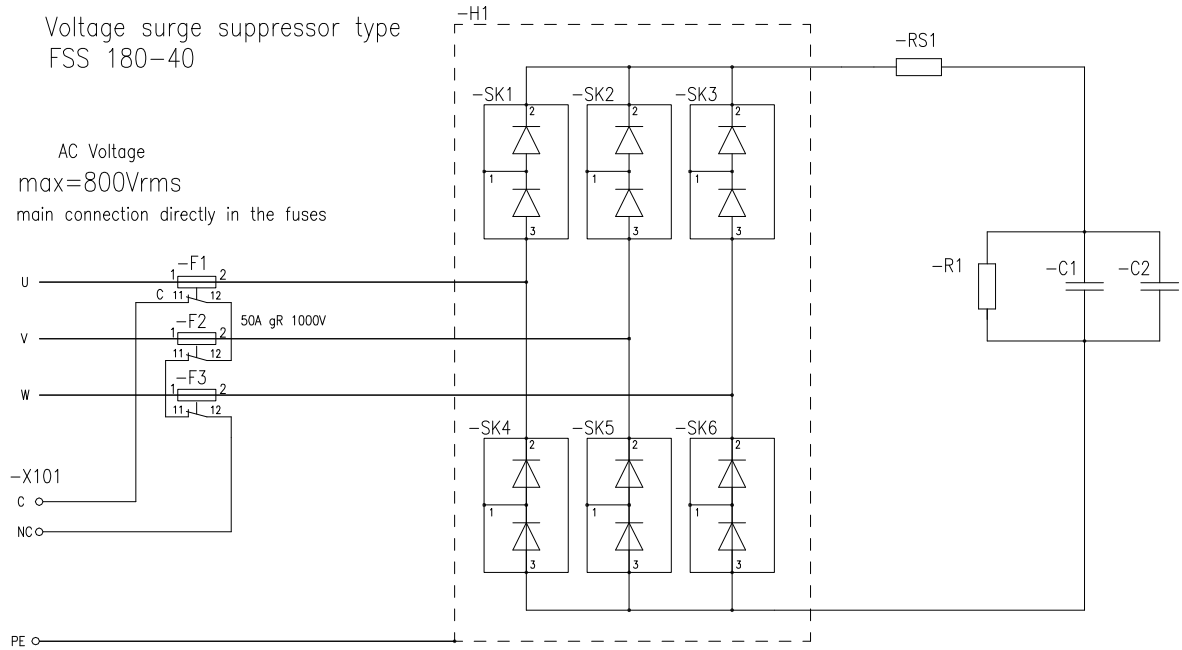 Voltage surge suppressor type
FSS 180-40
AC Voltage
max=800Vrms
main connection directly in the fuses
-H1
-RS1
-SK1 -SK2 -SK3
2 2 2
1 1 1
3 3 3
-R1 -C1 -C2
-F1
U 1 2
C 11 12
-F2 50A gR 1000V
V 1 2
11 12
-F3
W 1 2
11 12
-SK4 -SK5 -SK6
2 2 2
1 1 1
3 3 3
-X101
C
NC
PE